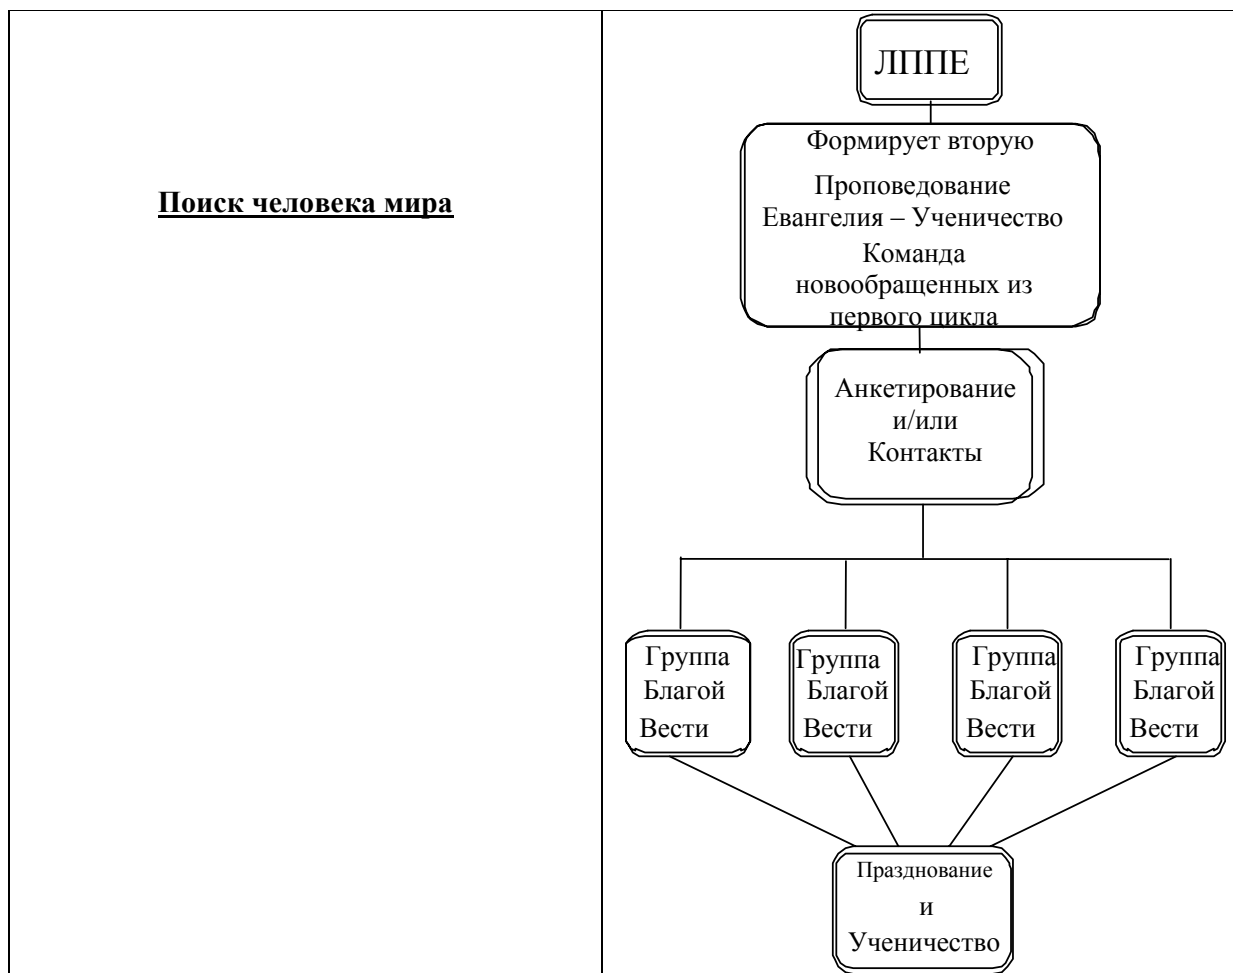 Поиск человека мира
ЛППЕ
Формирует вторую
Проповедование
Евангелия – Ученичество
Команда
новообращенных из
первого цикла
Анкетирование
и/или
Контакты
Группа
Благой
Вести
Группа
Благой
Вести
Группа
Благой
Вести
Группа
Благой
Вести
Празднование
и
Ученичество